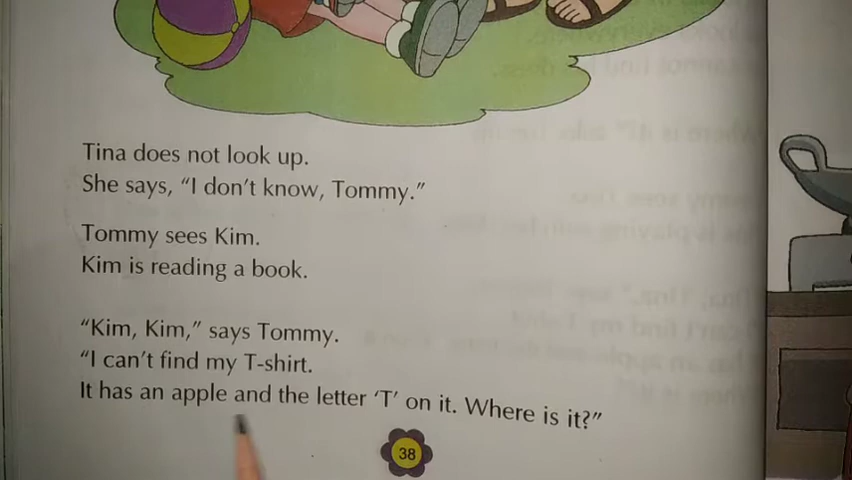 Tina does not look up.
She says, “I don’t know, Tommy.”
Tommy sees Kim.
Kim is reading a book.
“Kim, Kim,” says Tommy.
“I can’t find my T-shirt.
It has an apple and the letter ‘T’ on it. Where is it?”
38